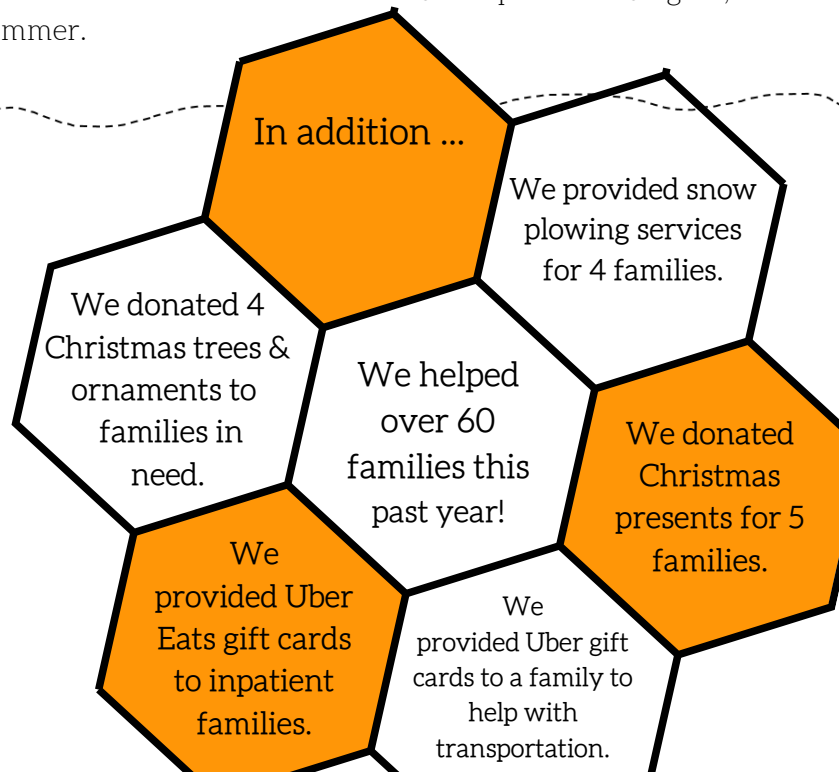 mmer.
In addition ...
We provided snow
plowing services
for 4 families.
We donated 4
Christmas trees &
ornaments to
families in
need.
We helped
over 60
families this
past year!
We donated
Christmas
presents for 5
families.
We
provided Uber
Eats gift cards
to inpatient
families.
We
provided Uber gift
cards to a family to
help with
transportation.